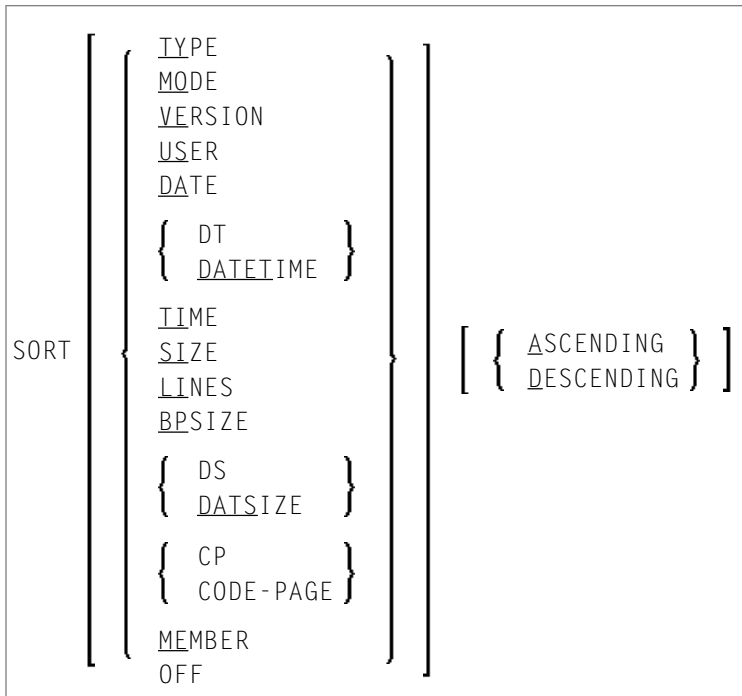 TYPE
MODE
VERSION
USER
DATE
DT
DATETIME
TIME
SORT
SIZE
LINES
BPSIZE
DS
DATSIZE
CP
CODE-PAGE
MEMBER
OFF
ASCENDING
DESCENDING